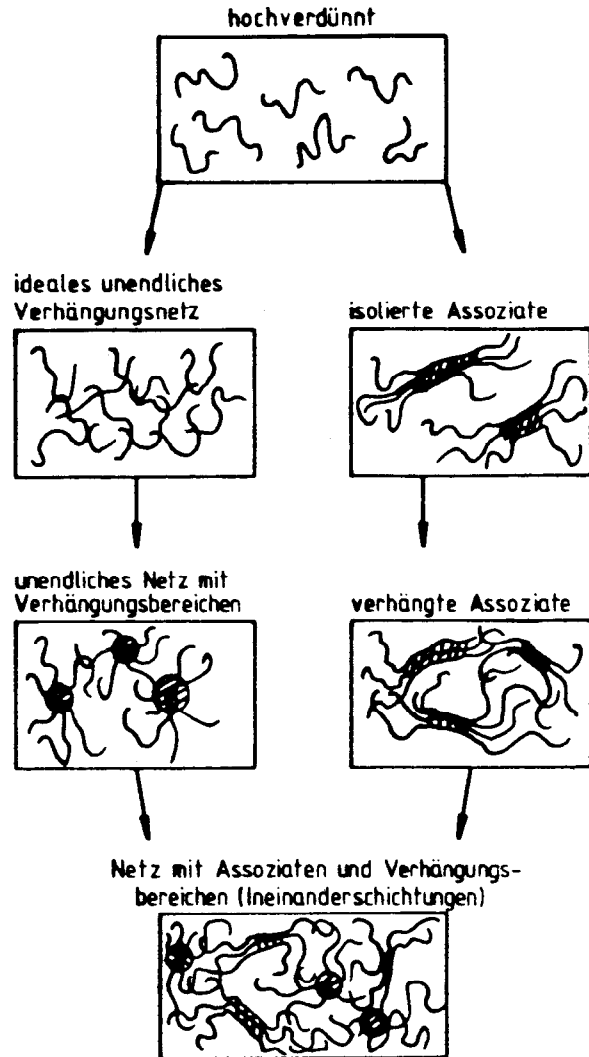 hochverdünnt
ideales unendliches
Verhängungsnetz
isolierte Assoziate
unendliches Netz mit
Verhängungsbereichen
verhängte Assoziate
Netz mit Assoziaten und Verhängungs-
bereichen (Ineinanderschichtungen)